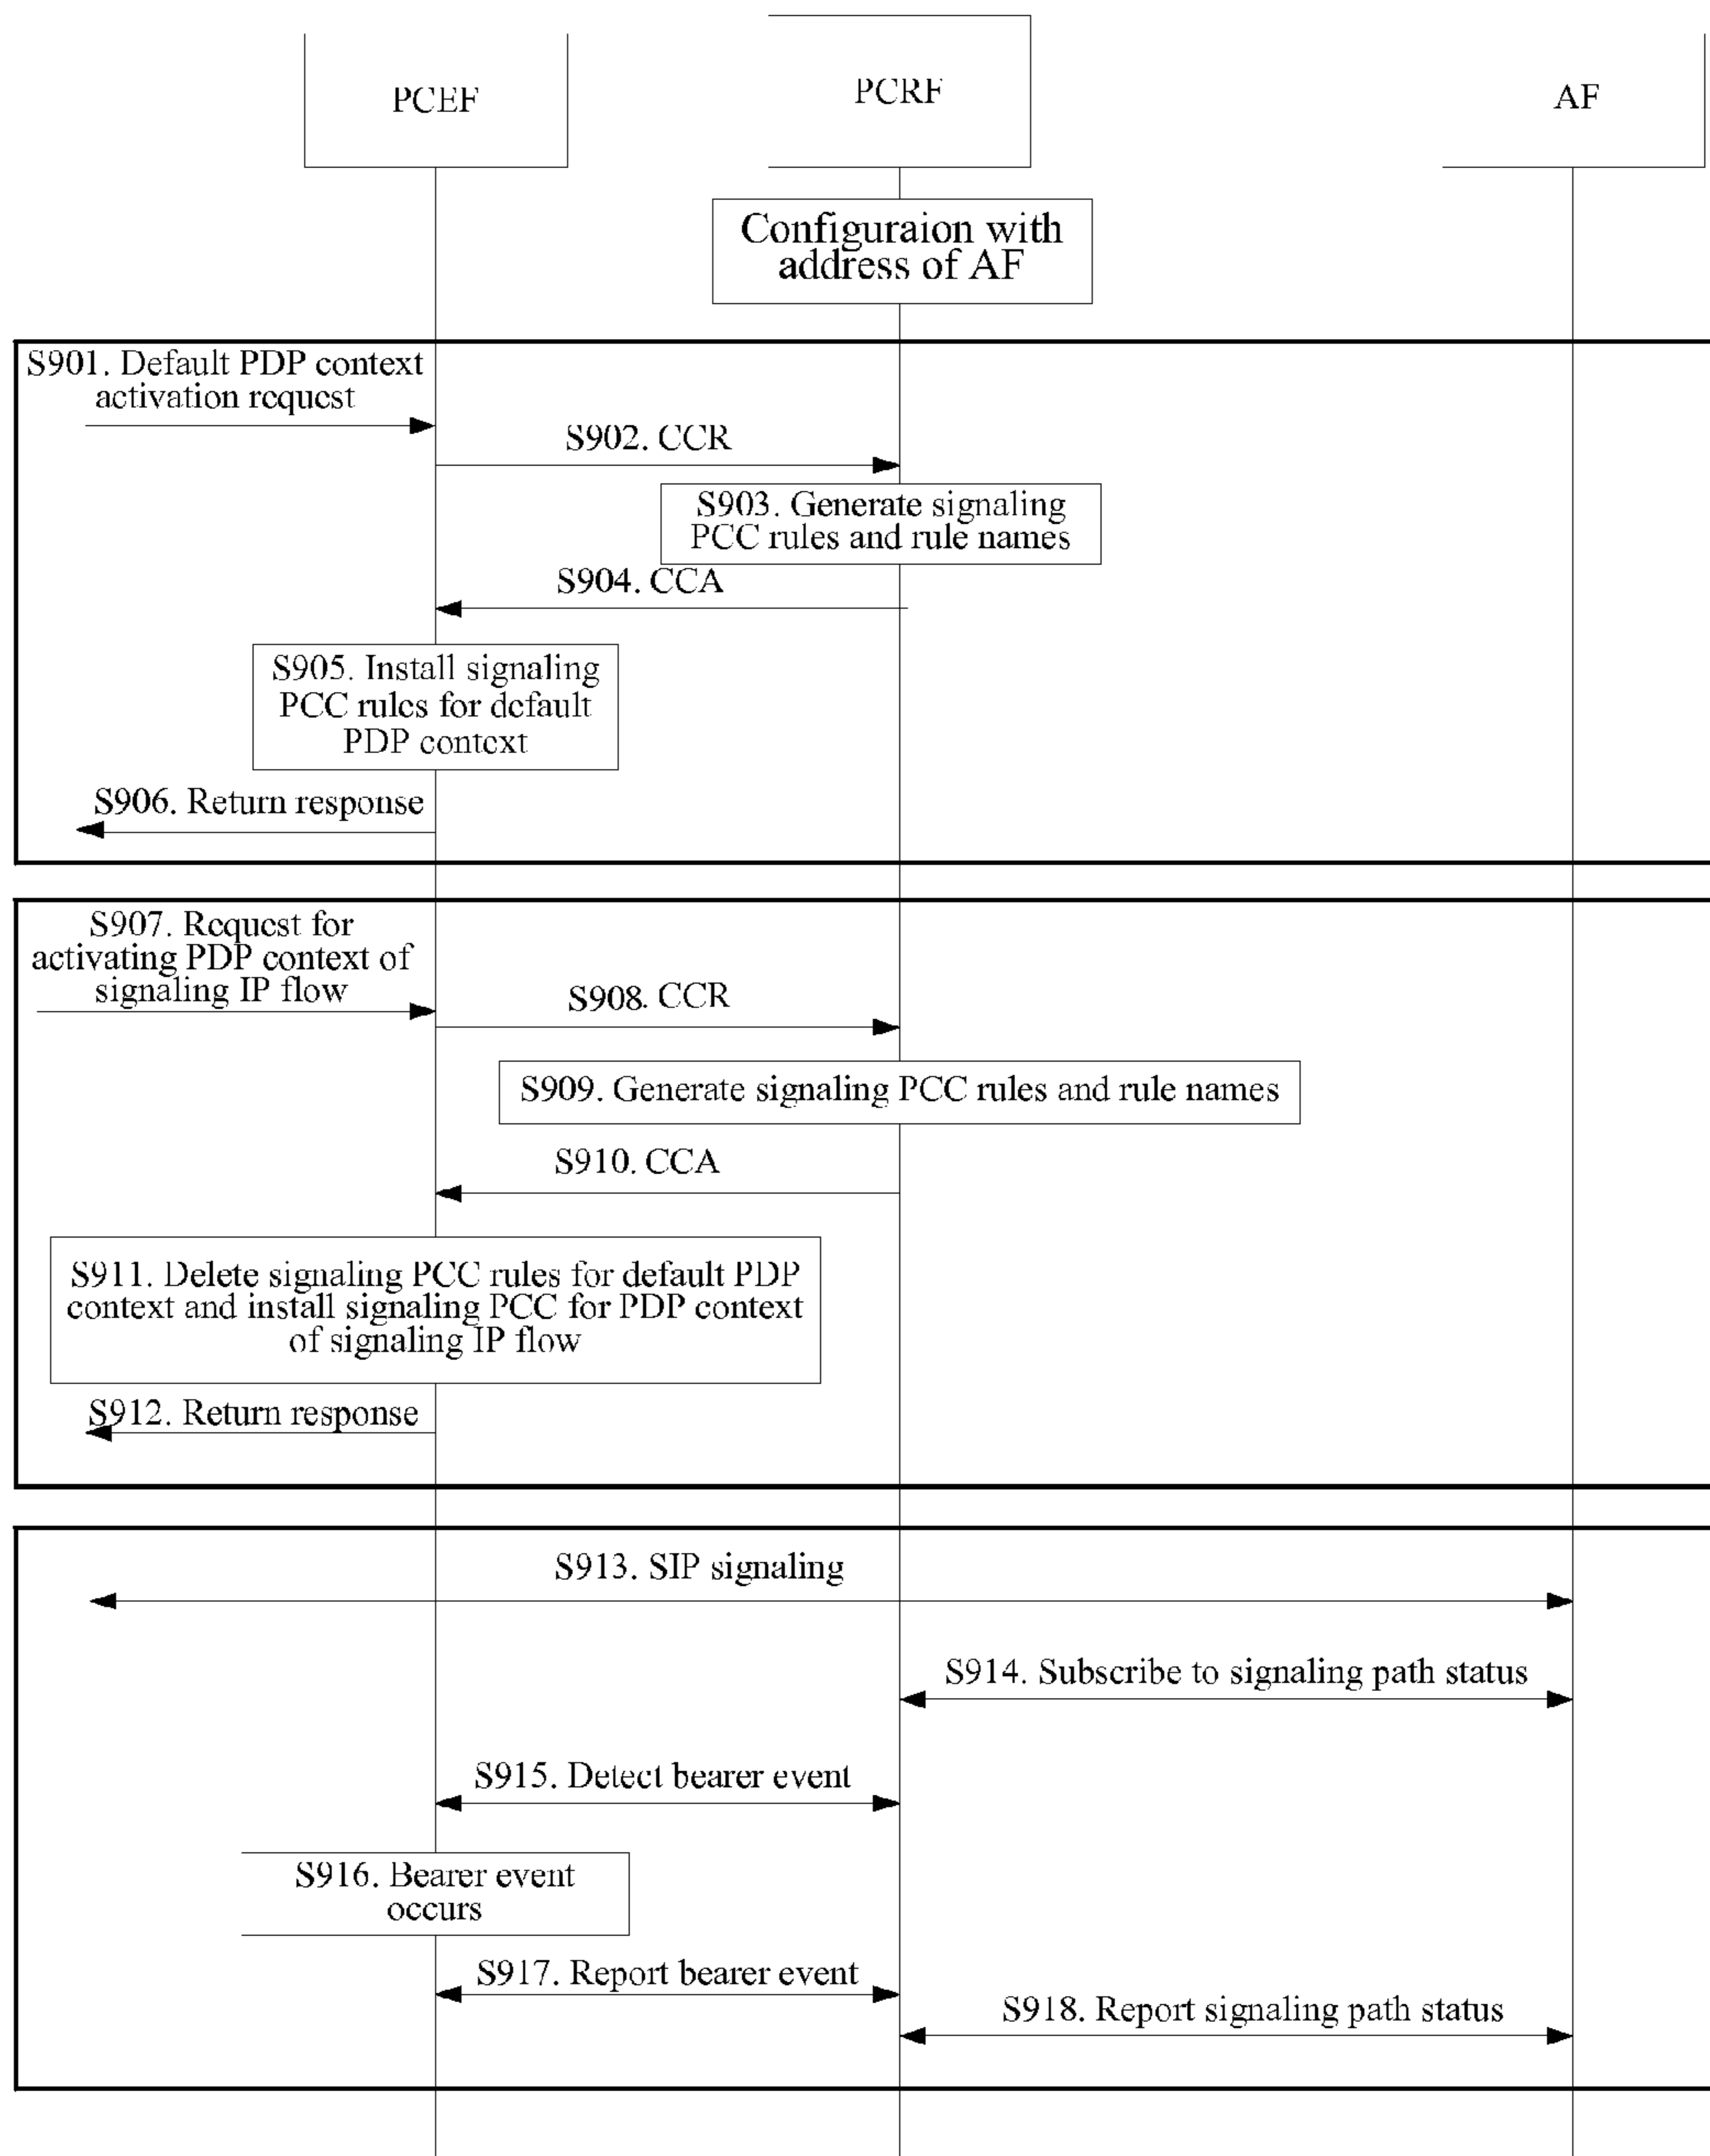 PCEF
PCRF
AF
Configuraion with
address of AF
S901. Default PDP context
activation request
S902. CCR
S903. Generate signaling
PCC rules and rule names
S904. CCA
S905. Install signaling
PCC rules for default
PDP context
S906. Return response
S907. Request for
activating PDP context of
signaling IP flow
S908. CCR
S909. Generate signaling PCC rules and rule names
S910. CCA
S911. Delete signaling PCC rules for default PDP
context and install signaling PCC for PDP context
of signaling IP flow
S912. Return response
S913. SIP signaling
S914. Subscribe to signaling path status
S915. Detect bearer event
S916. Bearer event
occurs
S917. Report bearer event
S918. Report signaling path status